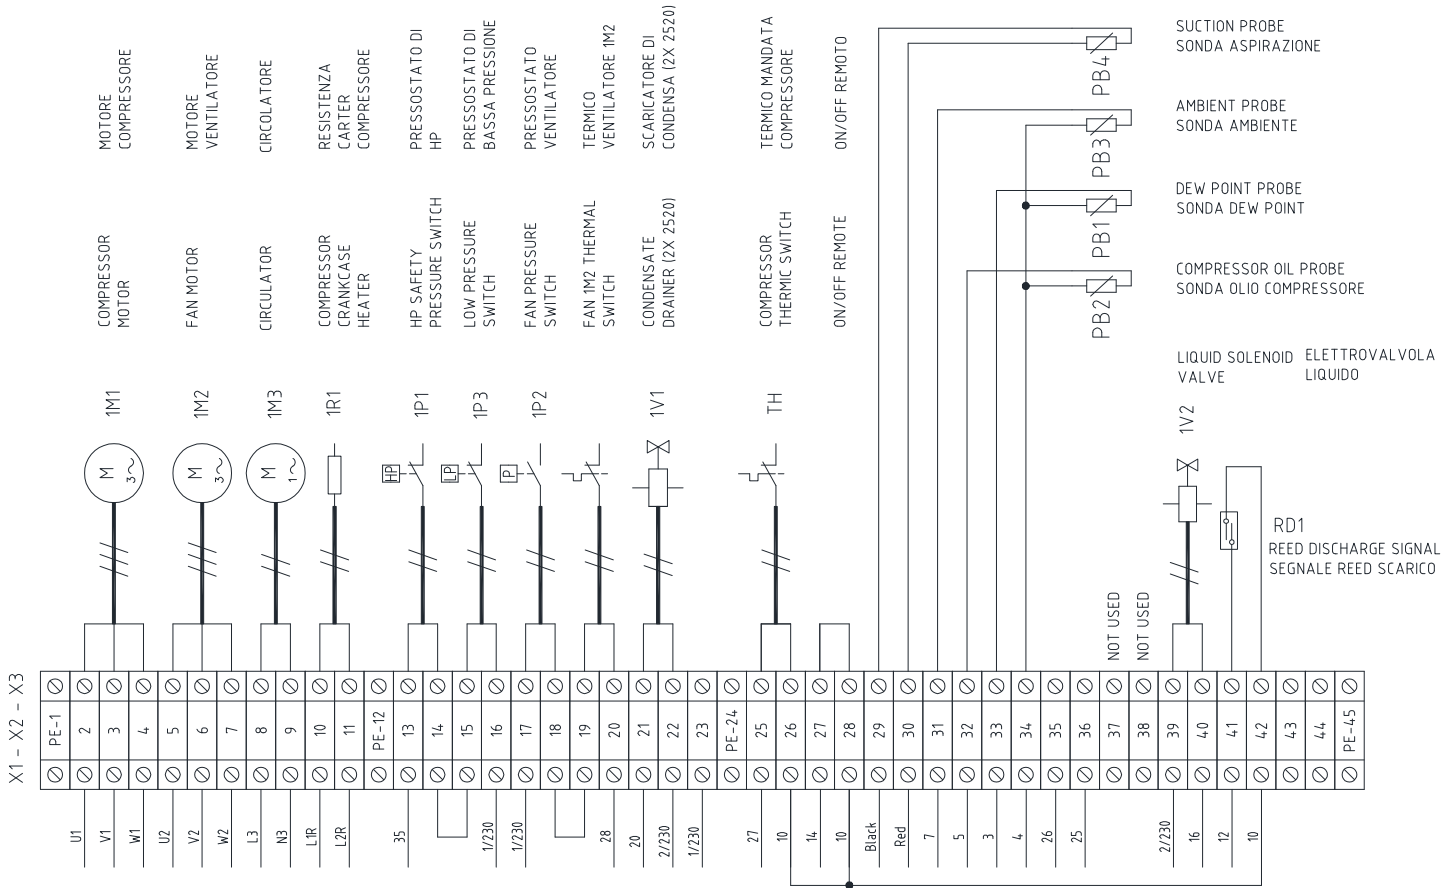 MOTORE
COMPRESSORE
MOTORE
VENTILATORE
CIRCOLATORE
RESISTENZA
CARTER
COMPRESSORE
PRESSOSTATO DI
HP
PRESSOSTATO DI
BASSA PRESSIONE
PRESSOSTATO
VENTILATORE
TERMICO
VENTILATORE 1M2
SCARICATORE DI
CONDENSA (2X 2520)
TERMICO MANDATA
COMPRESSORE
ON/OFF REMOTO
COMPRESSOR
MOTOR
FAN MOTOR
CIRCULATOR
COMPRESSOR
CRANKCASE
HEATER
HP SAFETY
PRESSURE SWITCH
LOW PRESSURE
SWITCH
FAN PRESSURE
SWITCH
FAN 1M2 THERMAL
SWITCH
CONDENSATE
DRAINER (2X 2520)
COMPRESSOR
THERMIC SWITCH
ON/OFF REMOTE
PB4
SUCTION PROBE
SONDA ASPIRAZIONE
PB3
AMBIENT PROBE
SONDA AMBIENTE
PB1
DEW POINT PROBE
SONDA DEW POINT
PB2
COMPRESSOR OIL PROBE
SONDA OLIO COMPRESSORE
LIQUID SOLENOID
VALVE
ELETTROVALVOLA
LIQUIDO
1M1
1M2
1M3
1R1
1P1
1P3
1P2
1V1
TH
1V2
M
3~
M
3~
M
1~
HP
LP
P
RD1
REED DISCHARGE SIGNAL
SEGNALE REED SCARICO
NOT USED
NOT USED
X1 - X2 - X3
PE-1
2
3
4
5
6
7
8
9
10
11
PE-12
13
14
15
16
17
18
19
20
21
22
23
PE-24
25
26
27
28
29
30
31
32
33
34
35
36
37
38
39
40
41
42
43
44
PE-45
U1
V1
W1
U2
V2
W2
L3
N3
L1R
L2R
35
1/230
1/230
28
20
2/230
1/230
27
10
14
10
Black
Red
7
5
3
4
26
25
2/230
16
12
10